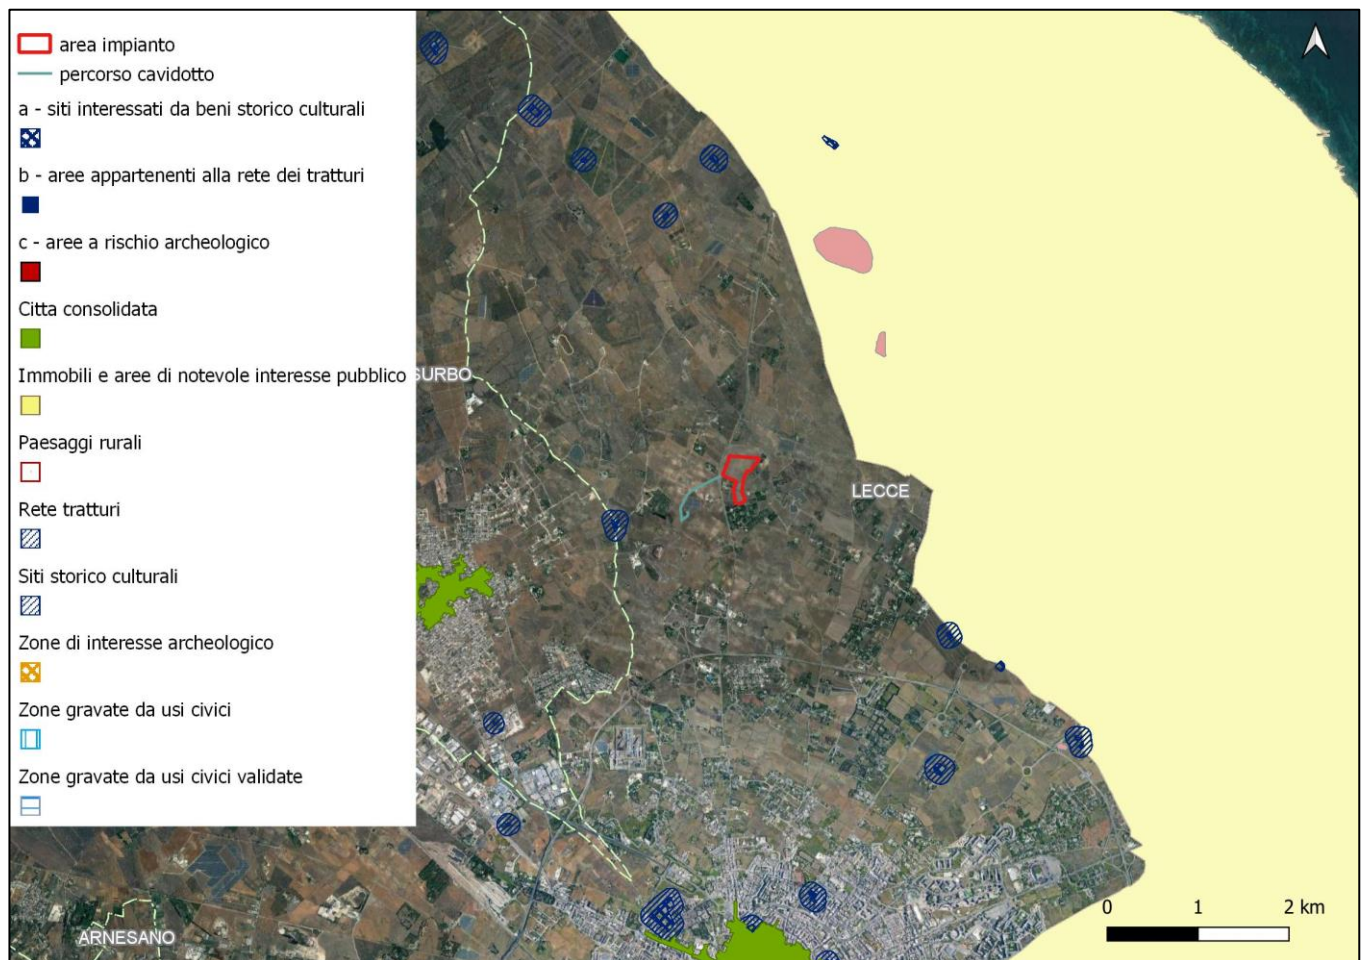 area impianto
percorso cavidotto
a - siti interessati da beni storico culturali
b - aree appartenenti alla rete dei tratturi
c - aree a rischio archeologico
Citta consolidata
Immobili e aree di notevole interesse pubblico
Paesaggi rurali
Rete tratturi
Siti storico culturali
Zone di interesse archeologico
Zone gravate da usi civici
Zone gravate da usi civici validate
SURBO
LECCE
ARNESANO
0 1 2 km